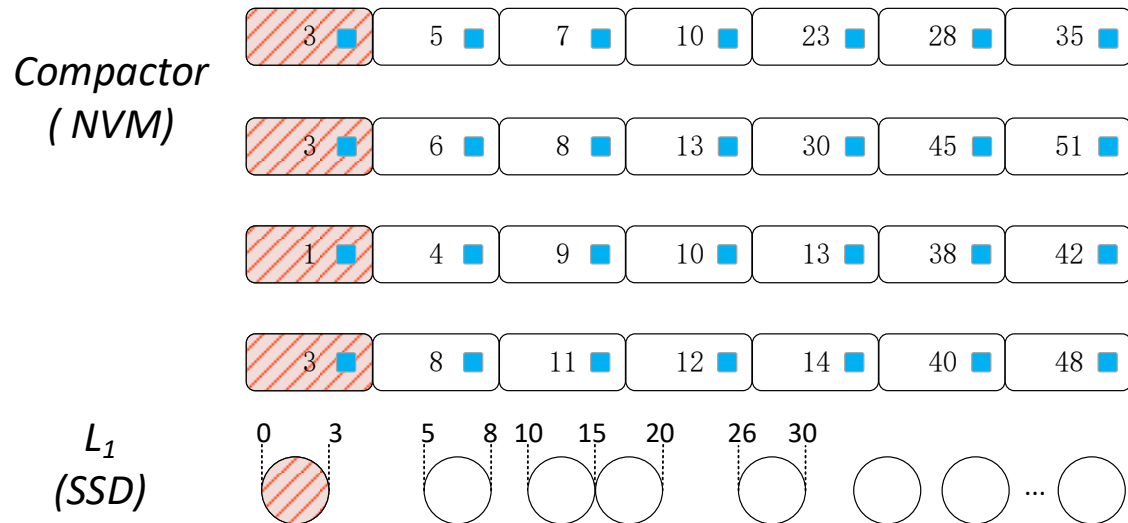 3 5 7 10 23 28 35
Compactor
( NVM)
3 6 8 13 30 45 51
1 4 9 10 13 38 42
3 8 11 12 14 40 48
0 3 5 8 10 15 20 26 30
L1
(SSD)
...